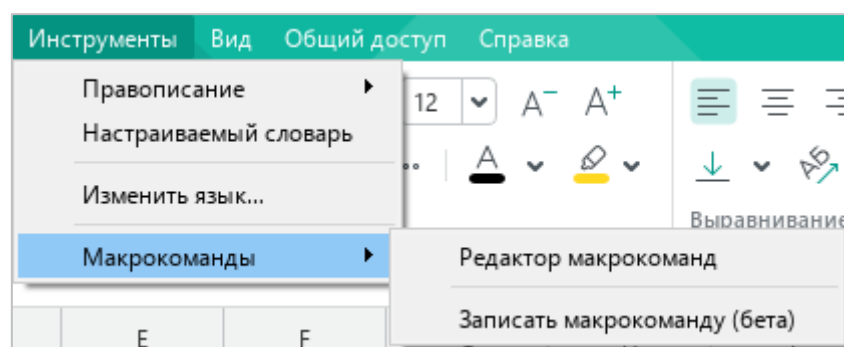 Инструменты Вид Общий доступ Справка
Правописание
12 A⁻ A⁺
Настраиваемый словарь
A АБ
Изменить язык...
Выравнивание
Макрокоманды
Редактор макрокоманд
Записать макрокоманду (бета)
E F